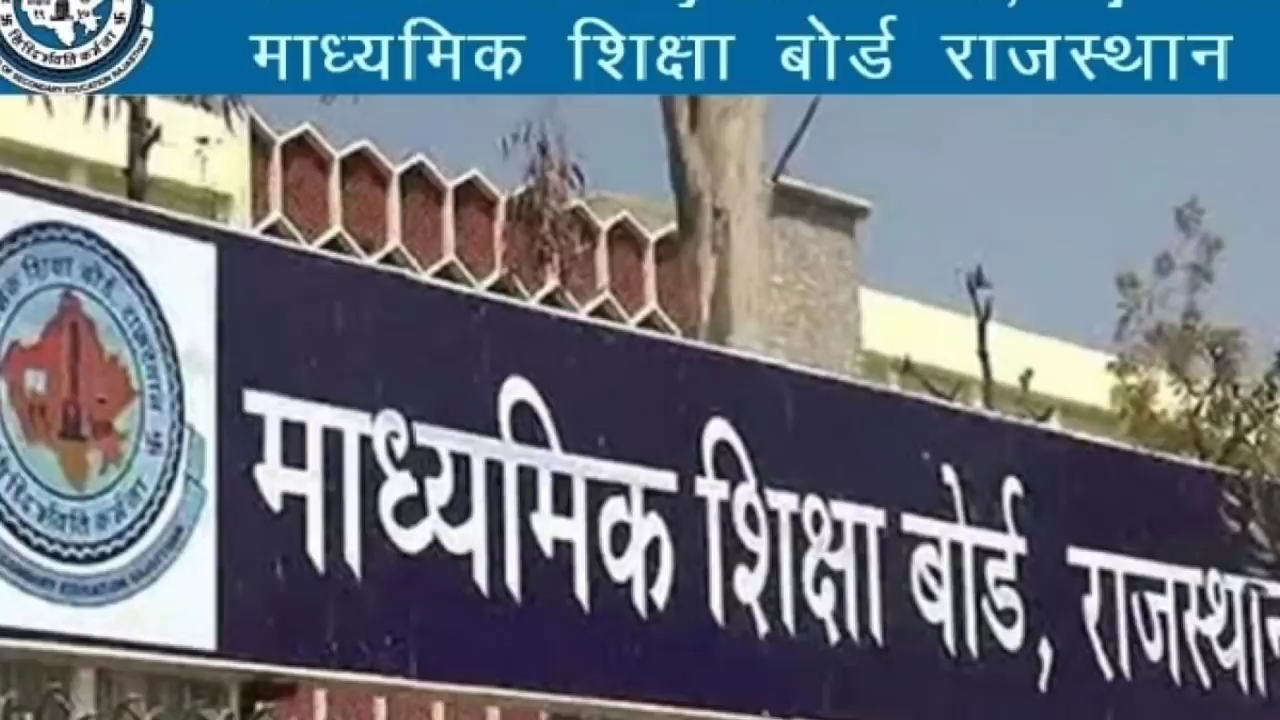 माध्यमिक शिक्षा बोर्ड राजस्थान
माध्यमिक शिक्षा बोर्ड, राजस्थान